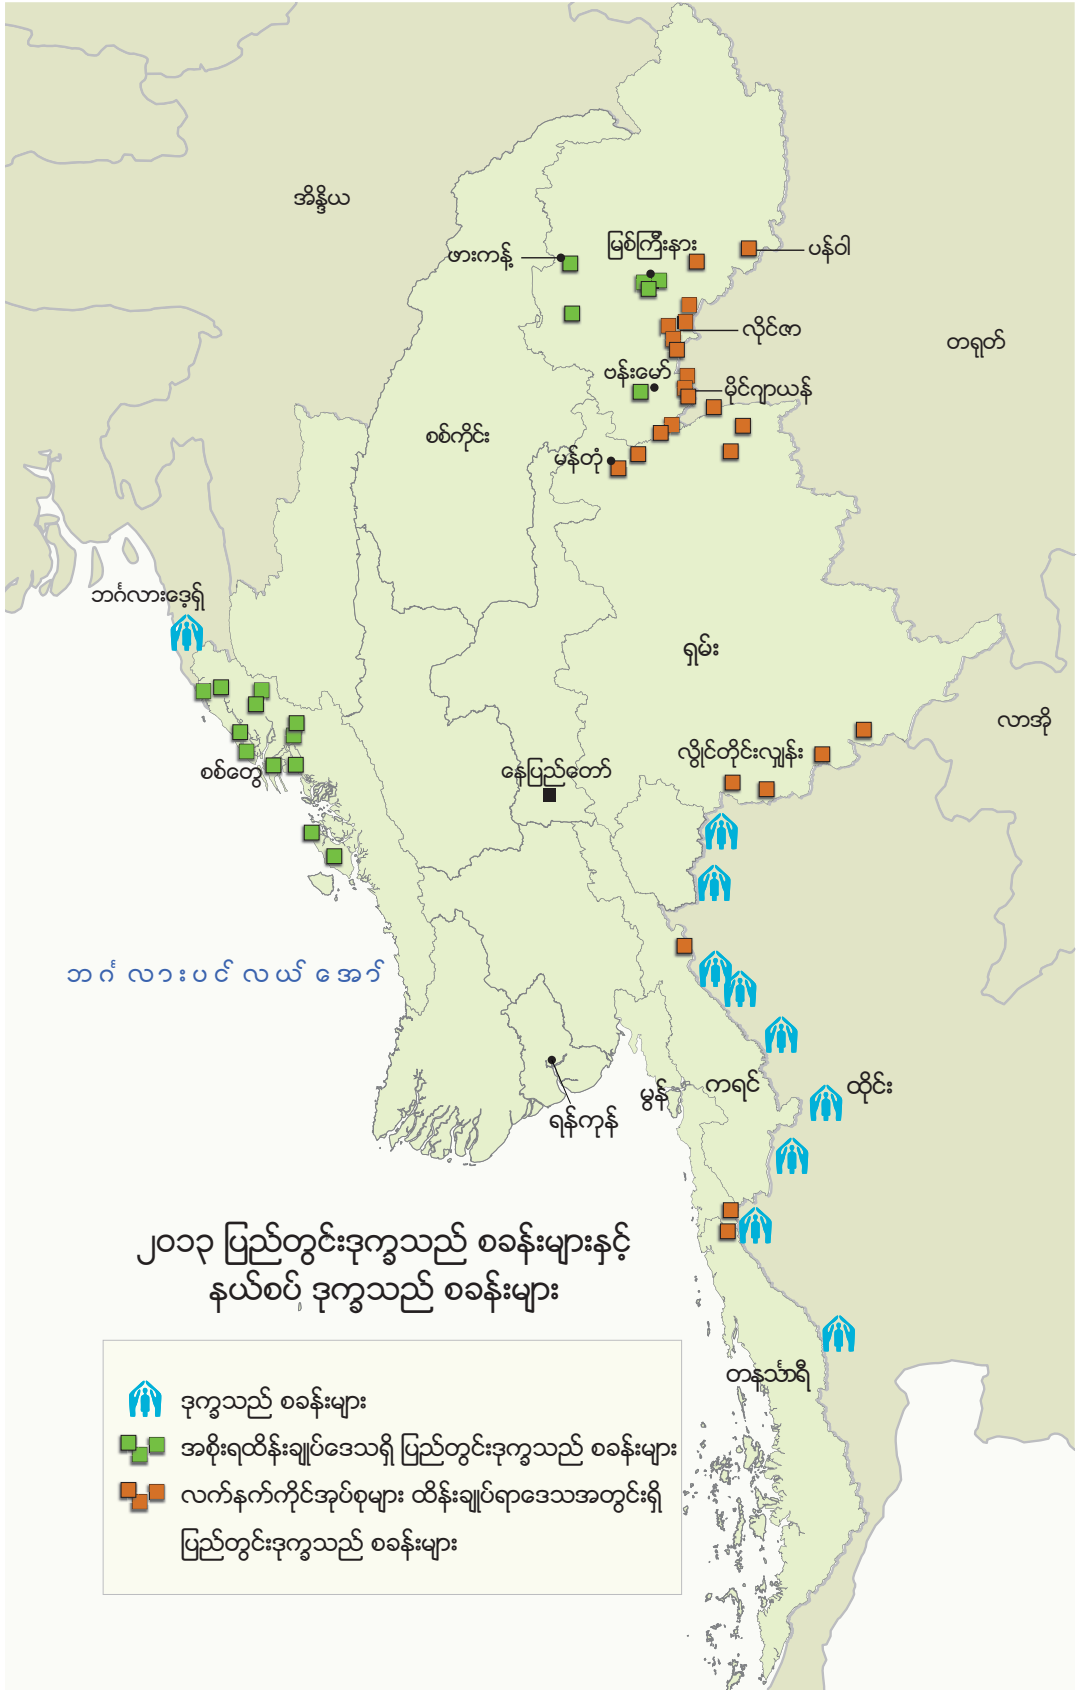 အိန္ဒိယ
ဖားကန့်
မြစ်ကြီးနား
ပန်ဝါ
လိုင်ဇာ
တရုတ်
ဗန်းမော်
မိုင်ဂျာယန်
စစ်ကိုင်း
မန်တုံ
ဘင်္ဂလားဒေ့ရှ်
ရှမ်း
လာအို
လွိုင်တိုင်းလျှန်း
စစ်တွေ
နေပြည်တော်
ဘင်္ဂလားပင်လယ်အော်
ကရင်
ထိုင်း
မွန်
ရန်ကုန်
၂၀၁၃ ပြည်တွင်းဒုက္ခသည် စခန်းများနှင့်
နယ်စပ် ဒုက္ခသည် စခန်းများ
တနင်္သာရီ
ဒုက္ခသည် စခန်းများ
အစိုးရထိန်းချုပ်ဒေသရှိ ပြည်တွင်းဒုက္ခသည် စခန်းများ
လက်နက်ကိုင်အုပ်စုများ ထိန်းချုပ်ရာဒေသအတွင်းရှိ
ပြည်တွင်းဒုက္ခသည် စခန်းများ